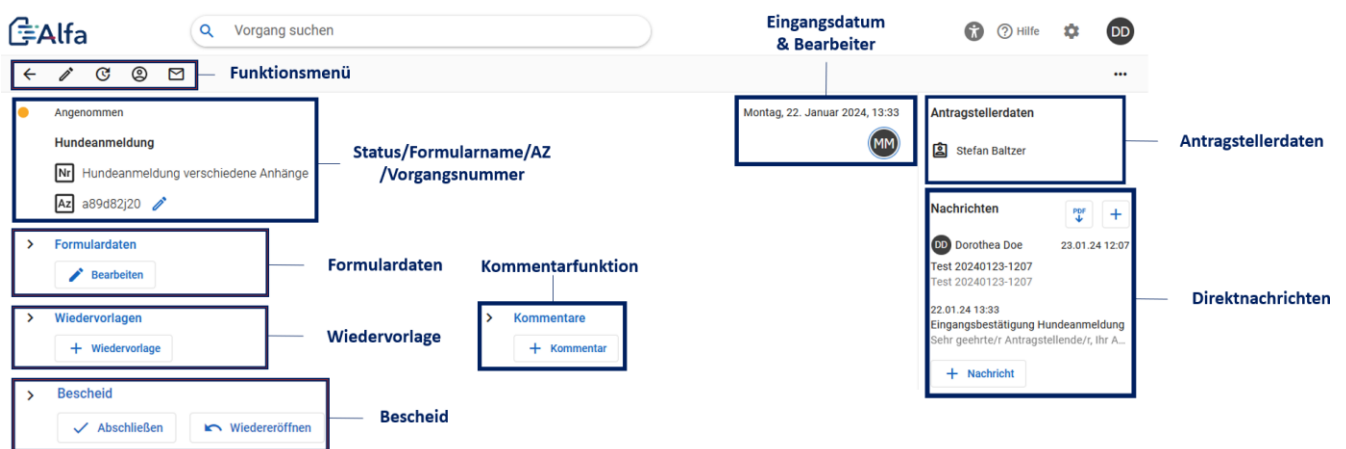 Alfa
Vorgang suchen
Eingangsdatum
& Bearbeiter
Hilfe
DD
Funktionsmenü
Angenommen
Hundeanmeldung
Nr Hundeanmeldung verschiedene Anhänge
Az a89d82j20
Status/Formularname/AZ
/Vorgangsnummer
Montag, 22. Januar 2024, 13:33
MM
Antragstellerdaten
Stefan Baltzer
Antragstellerdaten
Formulardaten
Bearbeiten
Formulardaten
Wiedervorlagen
+ Wiedervorlage
Wiedervorlage
Kommentarfunktion
Kommentare
+ Kommentar
Bescheid
Abschließen
Wiedereröffnen
Bescheid
Nachrichten
PDF
+
DD Dorothea Doe 23.01.24 12:07
Test 20240123-1207
Test 20240123-1207
22.01.24 13:33
Eingangsbestätigung Hundeanmeldung
Sehr geehrte/r Antragstellende/r, Ihr A...
+ Nachricht
Direktnachrichten